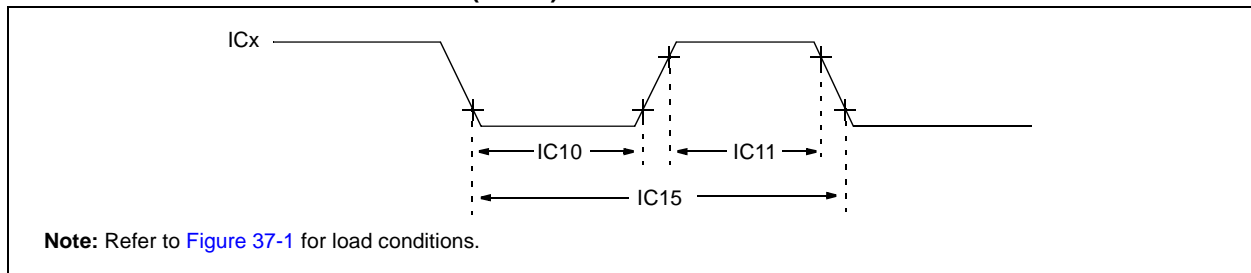 ICx
IC10
IC11
IC15
Note: Refer to Figure 37-1 for load conditions.